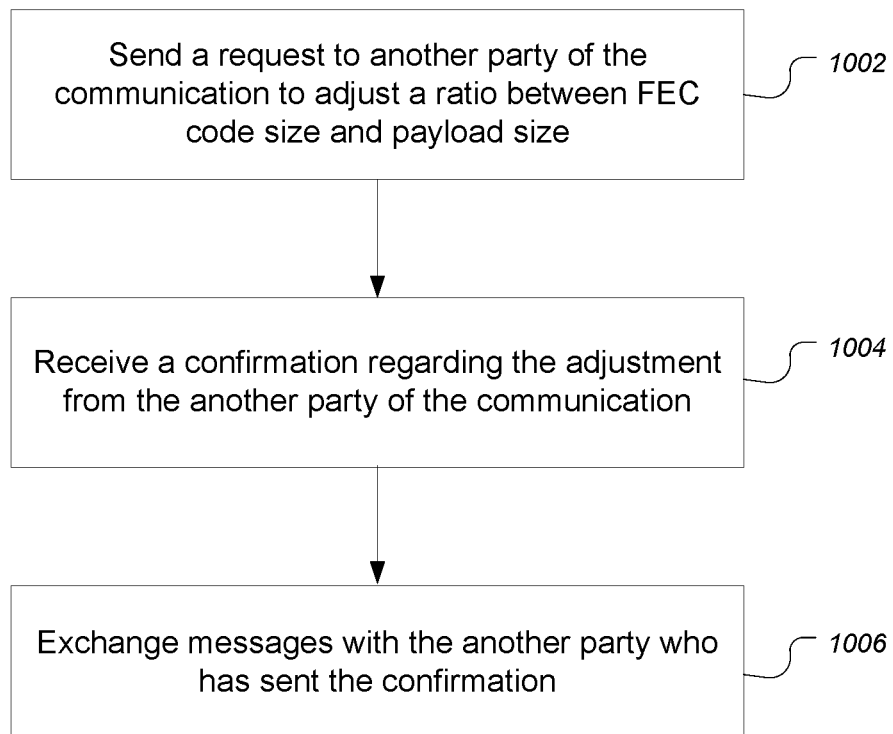 Send a request to another party of the
communication to adjust a ratio between FEC
code size and payload size
1002
Receive a confirmation regarding the adjustment
from the another party of the communication
1004
Exchange messages with the another party who
has sent the confirmation
1006